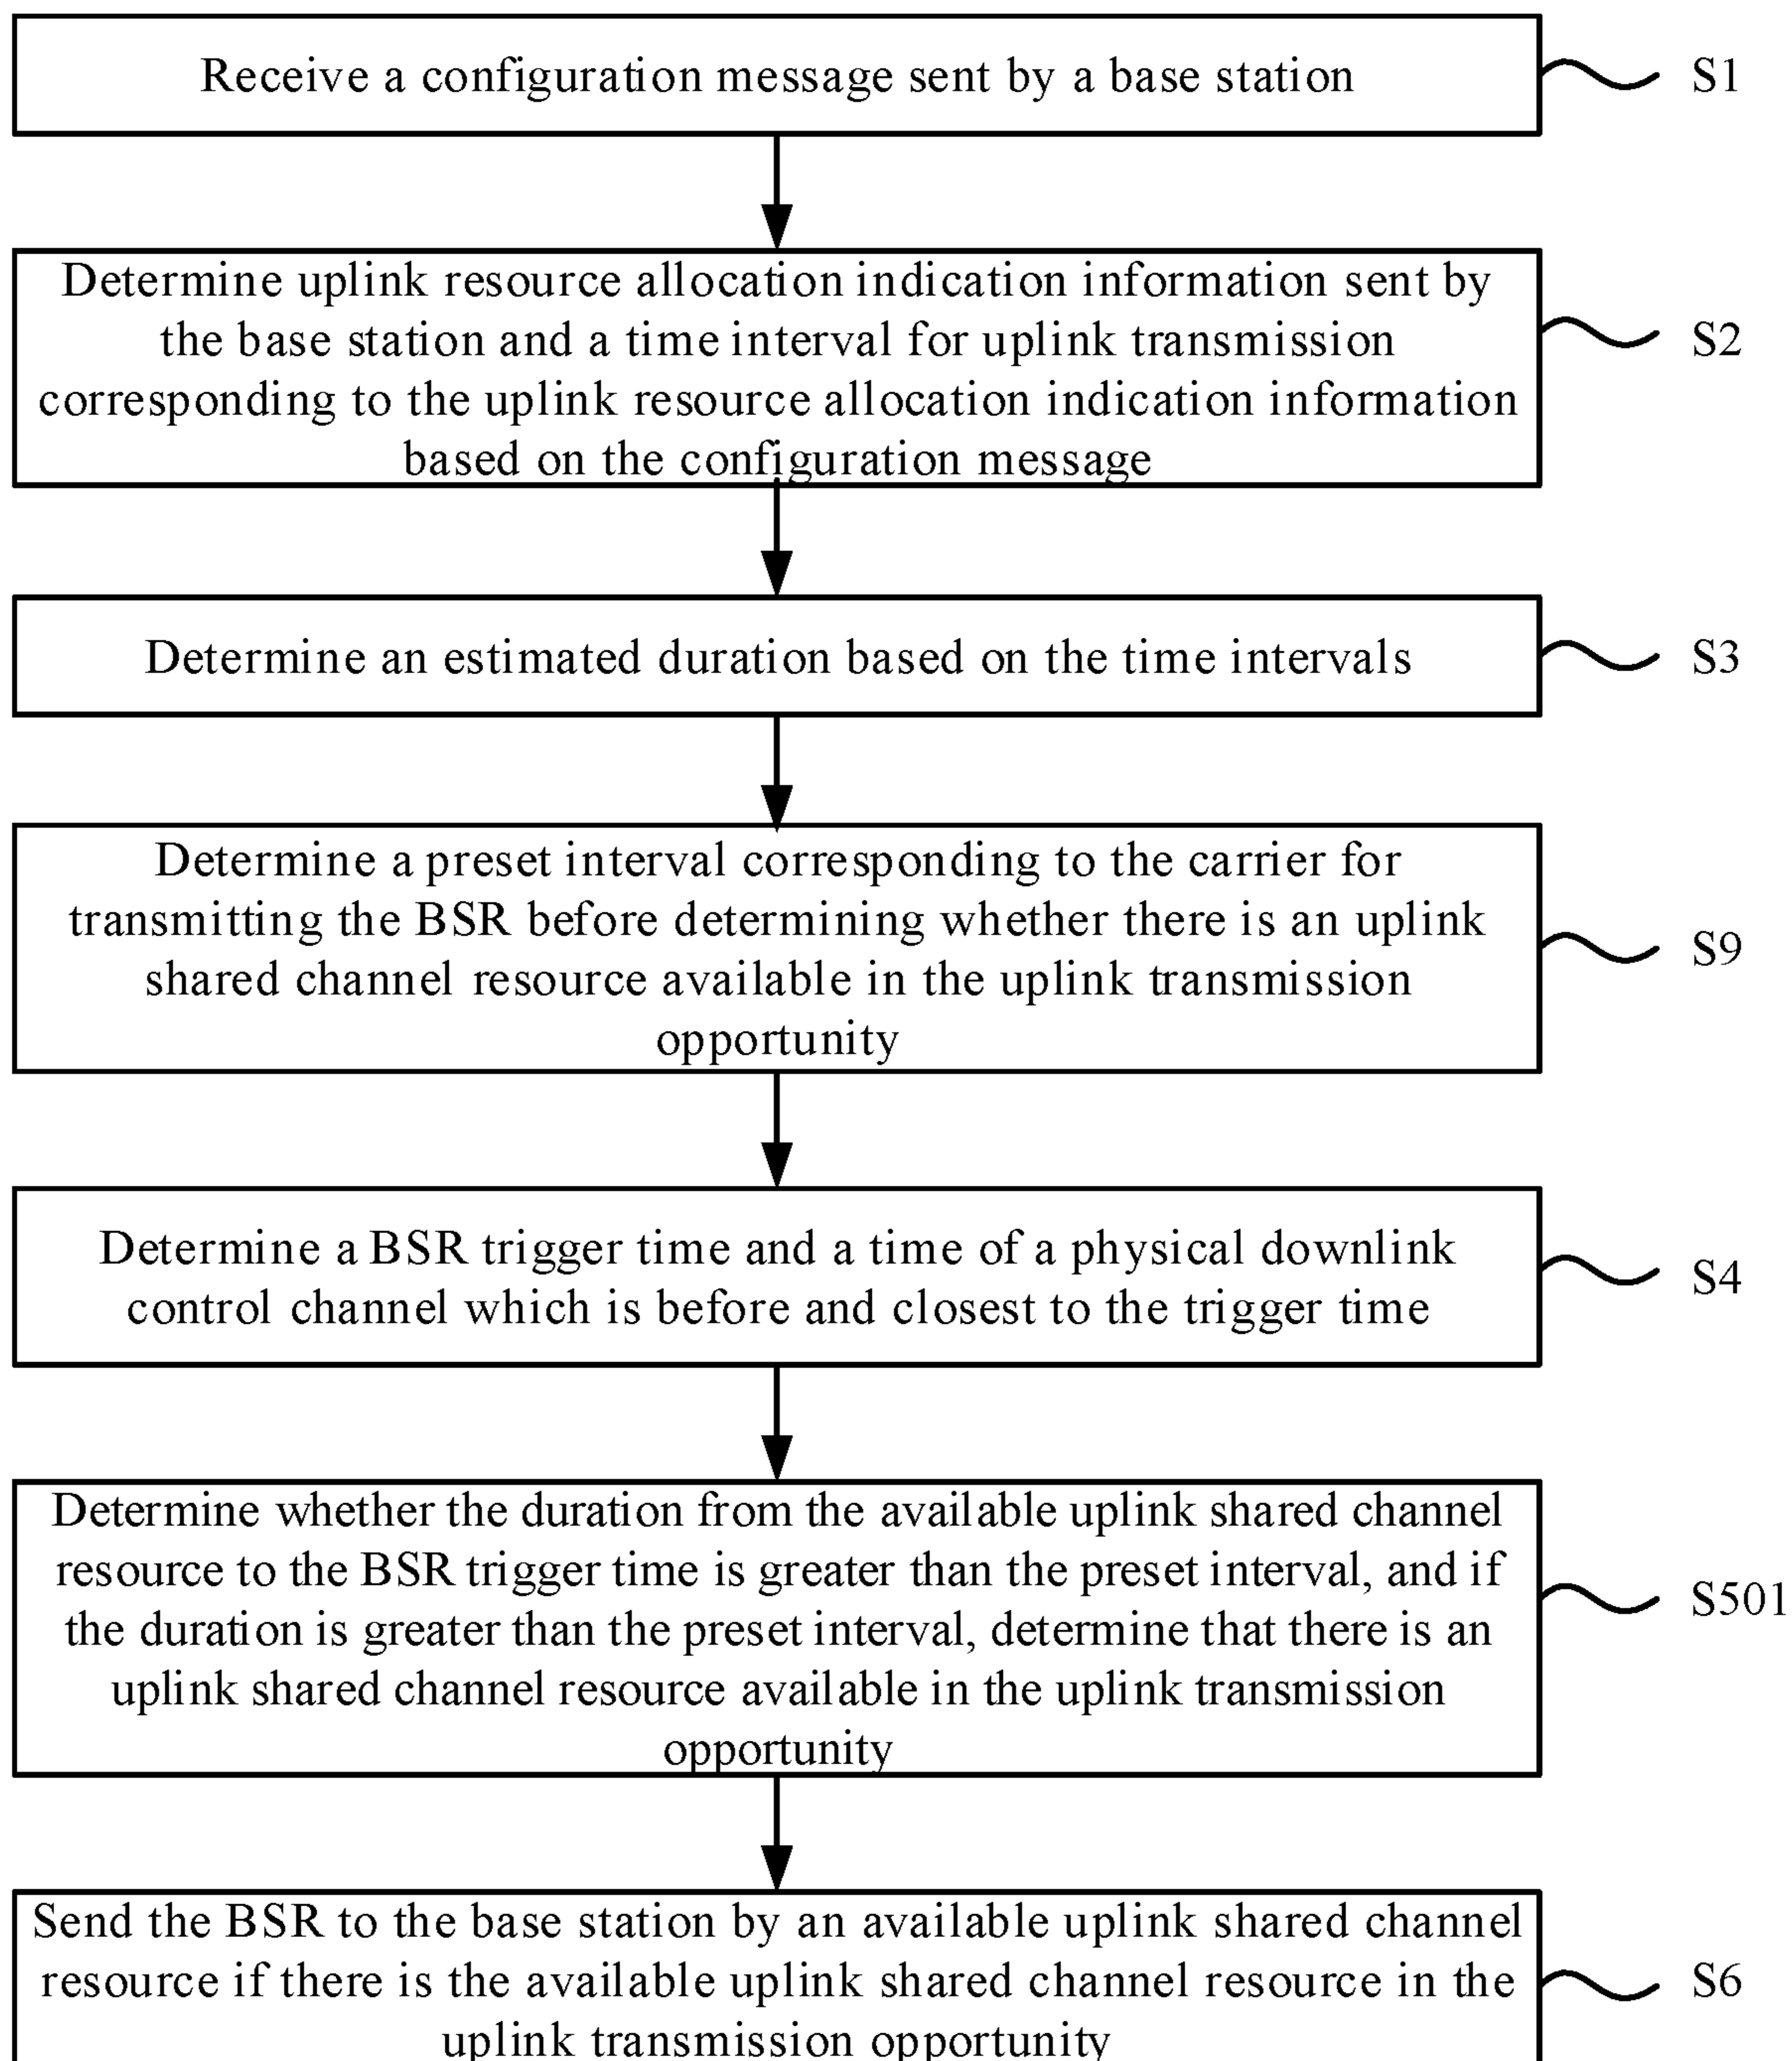 Receive a configuration message sent by a base station
S1
Determine uplink resource allocation indication information sent by
the base station and a time interval for uplink transmission
corresponding to the uplink resource allocation indication information
based on the configuration message
S2
Determine an estimated duration based on the time intervals
S3
Determine a preset interval corresponding to the carrier for
transmitting the BSR before determining whether there is an uplink
shared channel resource available in the uplink transmission
opportunity
S9
Determine a BSR trigger time and a time of a physical downlink
control channel which is before and closest to the trigger time
S4
Determine whether the duration from the available uplink shared channel
resource to the BSR trigger time is greater than the preset interval, and if
the duration is greater than the preset interval, determine that there is an
uplink shared channel resource available in the uplink transmission
opportunity
S501
Send the BSR to the base station by an available uplink shared channel
resource if there is the available uplink shared channel resource in the
uplink transmission opportunity
S6